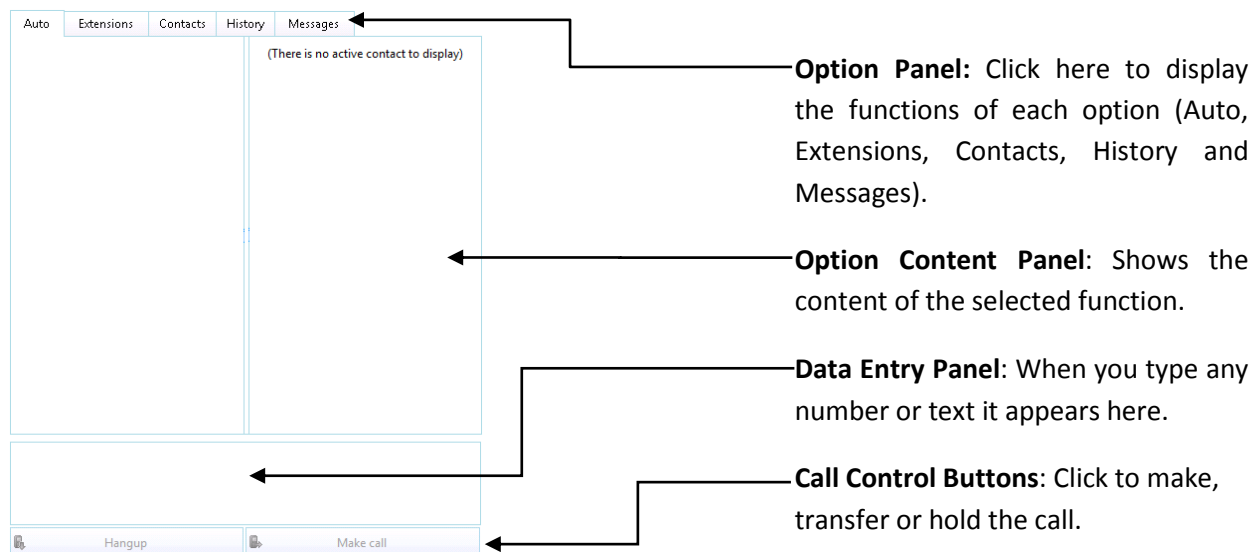 Auto Extensions Contacts History Messages
(There is no active contact to display)
Option Panel: Click here to display
the functions of each option (Auto,
Extensions, Contacts, History and
Messages).
Option Content Panel: Shows the
content of the selected function.
Data Entry Panel: When you type any
number or text it appears here.
Call Control Buttons: Click to make,
transfer or hold the call.
Hangup Make call